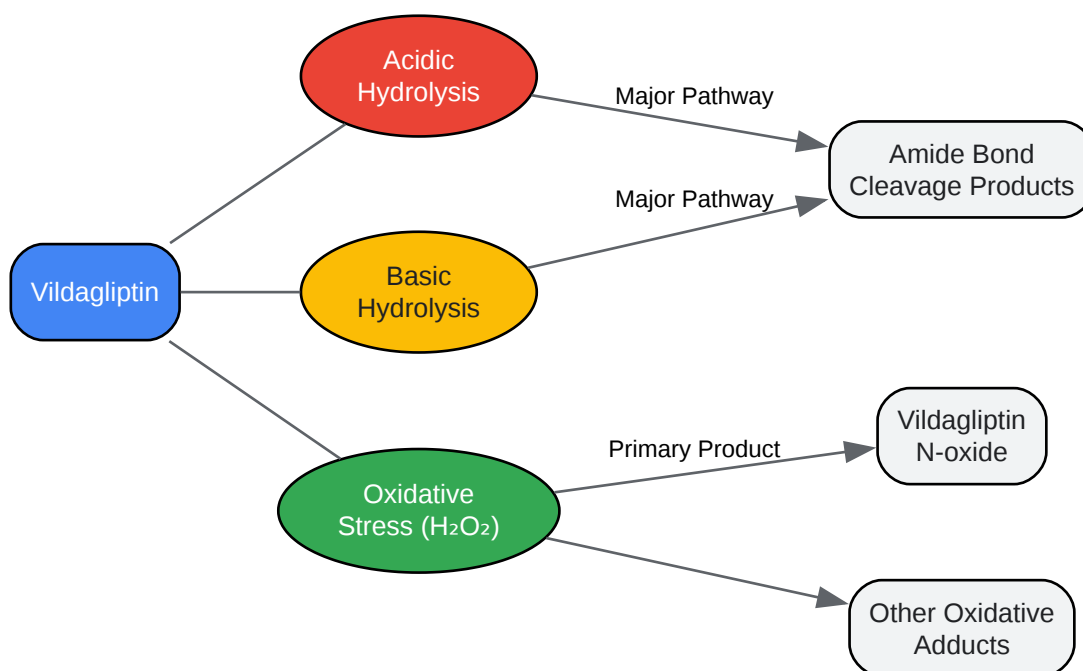 Acidic
Hydrolysis
Major Pathway
Amide Bond
Cleavage Products
Major Pathway
Vildagliptin
Basic
Hydrolysis
Vildagliptin
N-oxide
Primary Product
Oxidative
Stress (H₂O₂)
Other Oxidative
Adducts